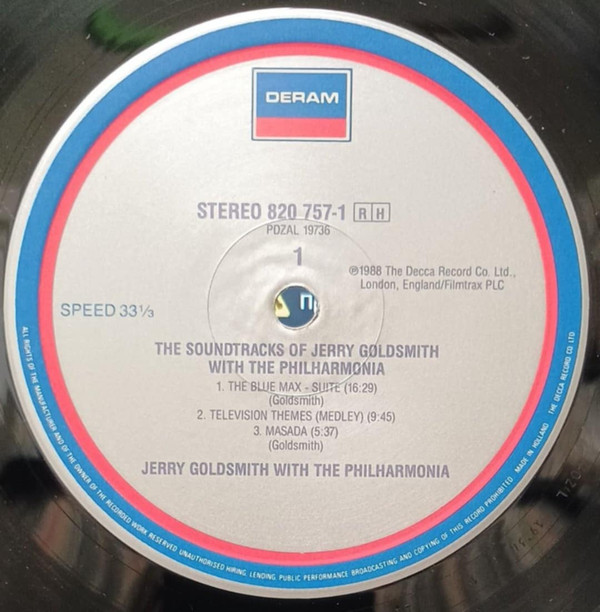 DERAM
STEREO 820 757-1 R H
PDZAL 19736
1
℗1988 The Decca Record Co. Ltd.,
London, England/Filmtrax PLC
SPEED 33⅓
THE SOUNDTRACKS OF JERRY GOLDSMITH
WITH THE PHILHARMONIA
1. THE BLUE MAX - SUITE (16:29)
(Goldsmith)
2. TELEVISION THEMES (MEDLEY) (9:45)
3. MASADA (5:37)
(Goldsmith)
JERRY GOLDSMITH WITH THE PHILHARMONIA
ALL RIGHTS OF THE MANUFACTURER AND OF THE OWNER OF THE RECORDED WORK RESERVED. UNAUTHORISED HIRING, LENDING, PUBLIC PERFORMANCE BROADCASTING AND COPYING OF THIS RECORD PROHIBITED. MADE IN HOLLAND THE DECCA RECORD CO LTD